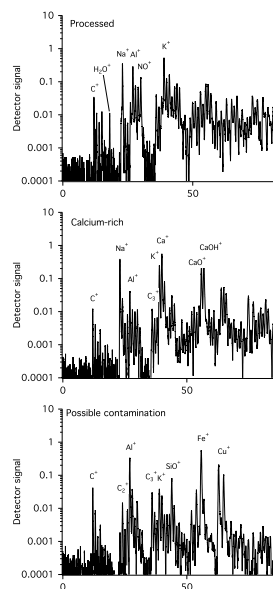 Processed
Detector signal
10
1
0.1
0.01
0.001
0.0001
0
50
C⁺
H₂O⁺
Na⁺
Al⁺
NO⁺
K⁺
Calcium-rich
Detector signal
10
1
0.1
0.01
0.001
0.0001
0
50
C⁺
Na⁺
Al⁺
C₃⁺
K⁺
Ca⁺
CaO⁺
CaOH⁺
Possible contamination
Detector signal
10
1
0.1
0.01
0.001
0.0001
0
50
C⁺
C₂⁺
Al⁺
C₃⁺
K⁺
SiO⁺
Fe⁺
Cu⁺